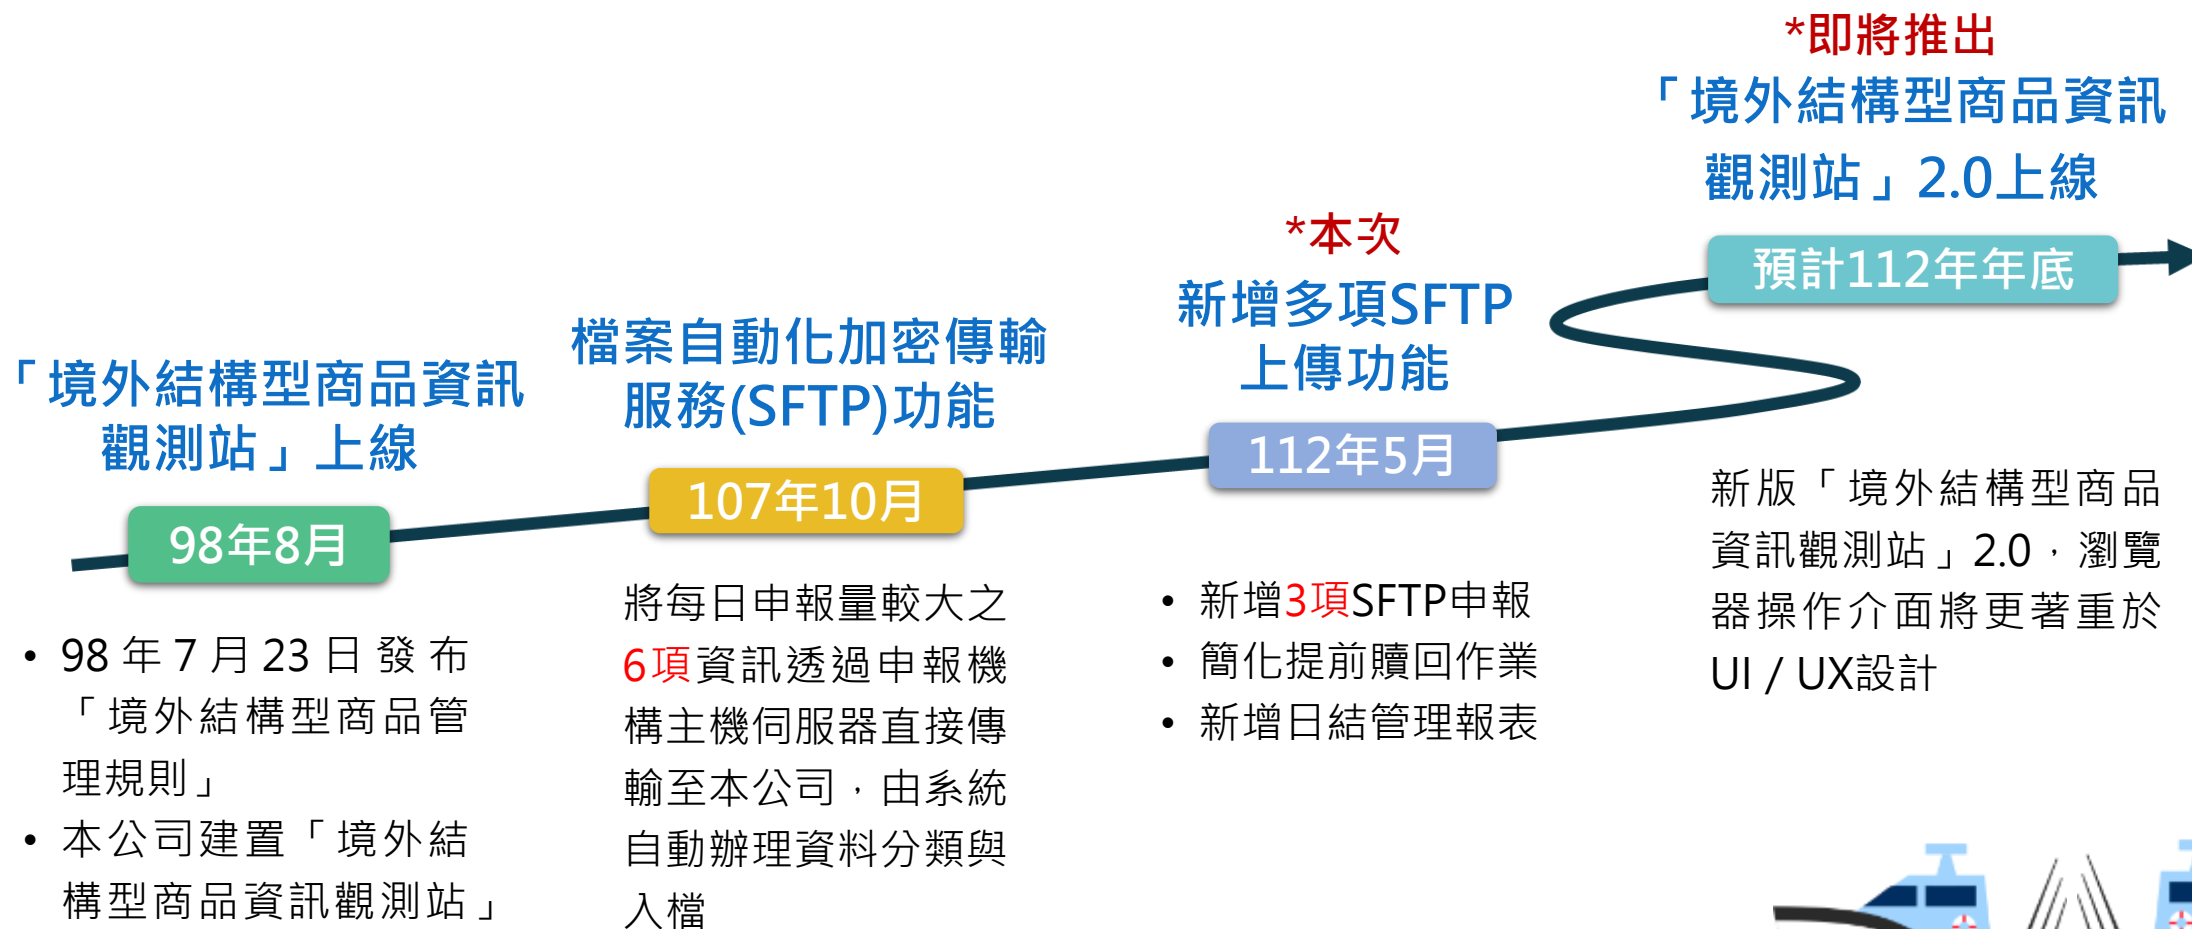 「境外結構型商品資訊
觀測站」上線
98年8月
• 98年7月23日發布
「境外結構型商品管
理規則」
• 本公司建置「境外結
構型商品資訊觀測站」
檔案自動化加密傳輸
服務(SFTP)功能
107年10月
將每日申報量較大之
6項資訊透過申報機
構主機伺服器直接傳
輸至本公司，由系統
自動辦理資料分類與
入檔
*本次
新增多項SFTP
上傳功能
112年5月
• 新增3項SFTP申報
• 簡化提前贖回作業
• 新增日結管理報表
*即將推出
「境外結構型商品資訊
觀測站」2.0上線
預計112年年底
新版「境外結構型商品
資訊觀測站」2.0，瀏覽
器操作介面將更著重於
UI / UX設計